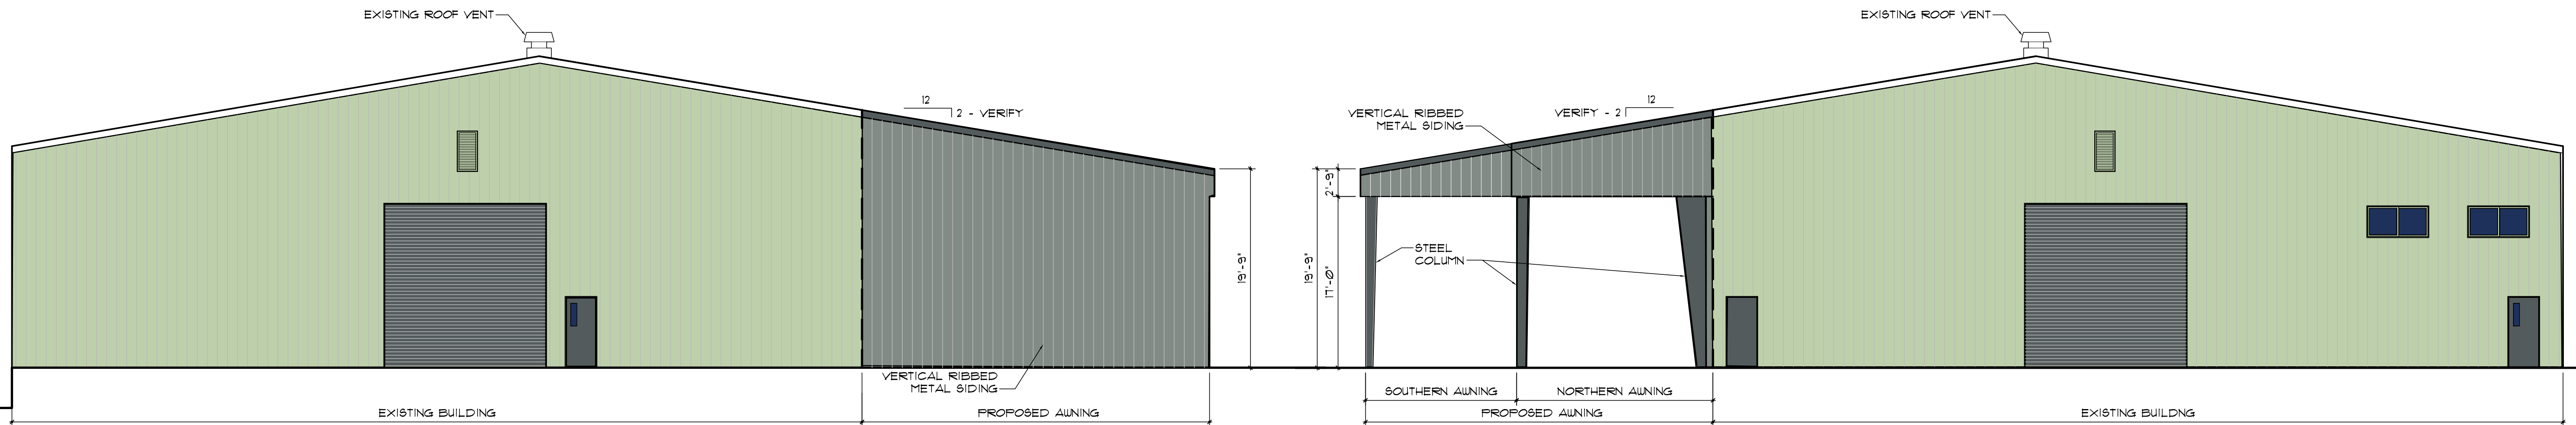 EXISTING ROOF VENT
12
2 - VERIFY
19'-9"
VERTICAL RIBBED
METAL SIDING
EXISTING BUILDING
PROPOSED AWNING
EXISTING ROOF VENT
12
VERIFY - 2
VERTICAL RIBBED
METAL SIDING
2'-9"
19'-9"
17'-0"
STEEL
COLUMN
SOUTHERN AWNING
NORTHERN AWNING
PROPOSED AWNING
EXISTING BUILDNG